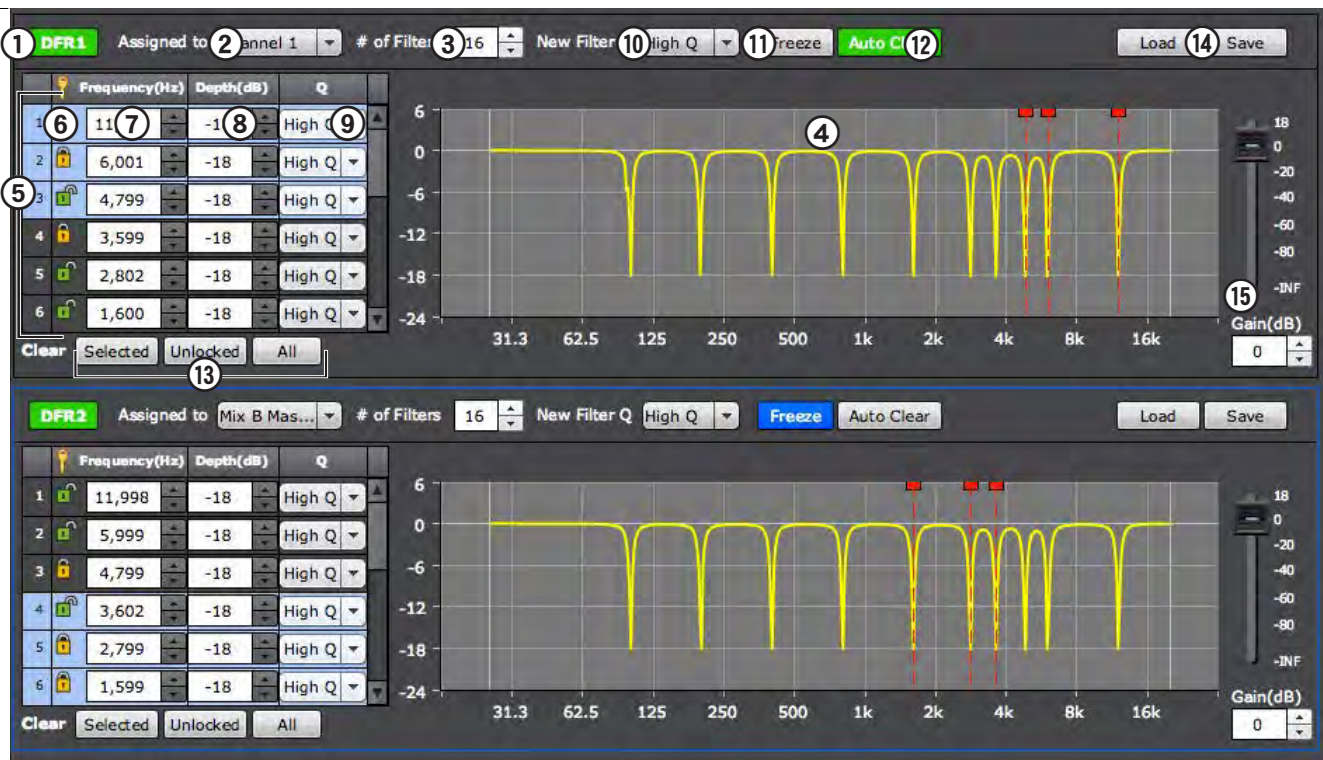 1 DFR1 Assigned to 2 annel 1 # of Filter 3 16 New Filter 10 High Q 11 Freeze Auto Cl 12 Load 14 Save
Frequency(Hz) Depth(dB) Q
1 6 11 7 -1 8 High Q 9
2 6,001 -18 High Q
5 3 4,799 -18 High Q
4 3,599 -18 High Q
5 2,802 -18 High Q
6 1,600 -18 High Q
Clear Selected Unlocked All
13
4
6
0
-6
-12
-18
-24
31.3 62.5 125 250 500 1k 2k 4k 8k 16k
18
0
-20
-40
-60
-80
-INF
15
Gain(dB)
0
DFR2 Assigned to Mix B Mas... # of Filters 16 New Filter Q High Q Freeze Auto Clear Load Save
Frequency(Hz) Depth(dB) Q
1 11,998 -18 High Q
2 5,999 -18 High Q
3 4,799 -18 High Q
4 3,602 -18 High Q
5 2,799 -18 High Q
6 1,599 -18 High Q
Clear Selected Unlocked All
6
0
-6
-12
-18
-24
31.3 62.5 125 250 500 1k 2k 4k 8k 16k
18
0
-20
-40
-60
-80
-INF
Gain(dB)
0